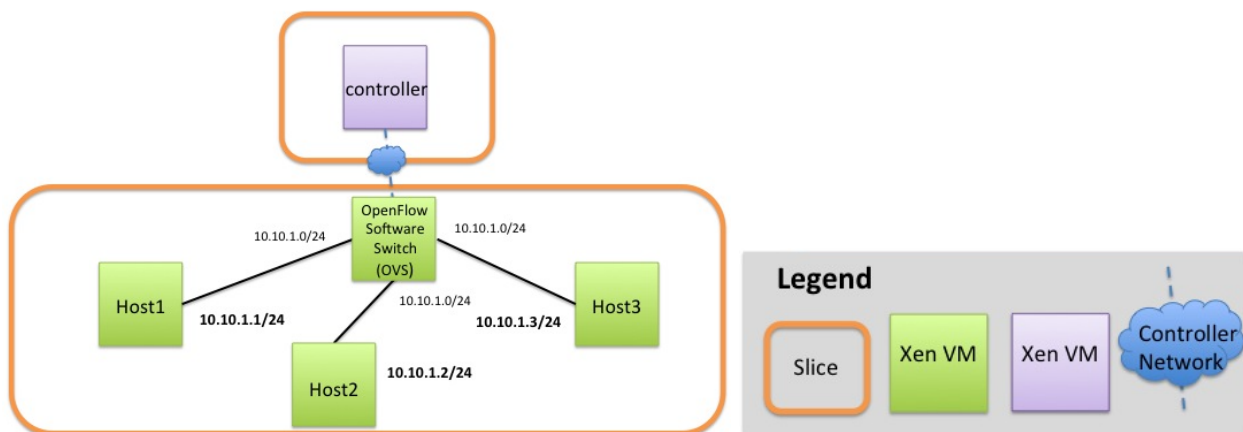 controller
OpenFlow
Software
Switch
(OVS)
10.10.1.0/24
10.10.1.0/24
10.10.1.0/24
Host1
10.10.1.1/24
Host2
10.10.1.2/24
10.10.1.3/24
Host3
Legend
Slice
Xen VM
Xen VM
Controller
Network